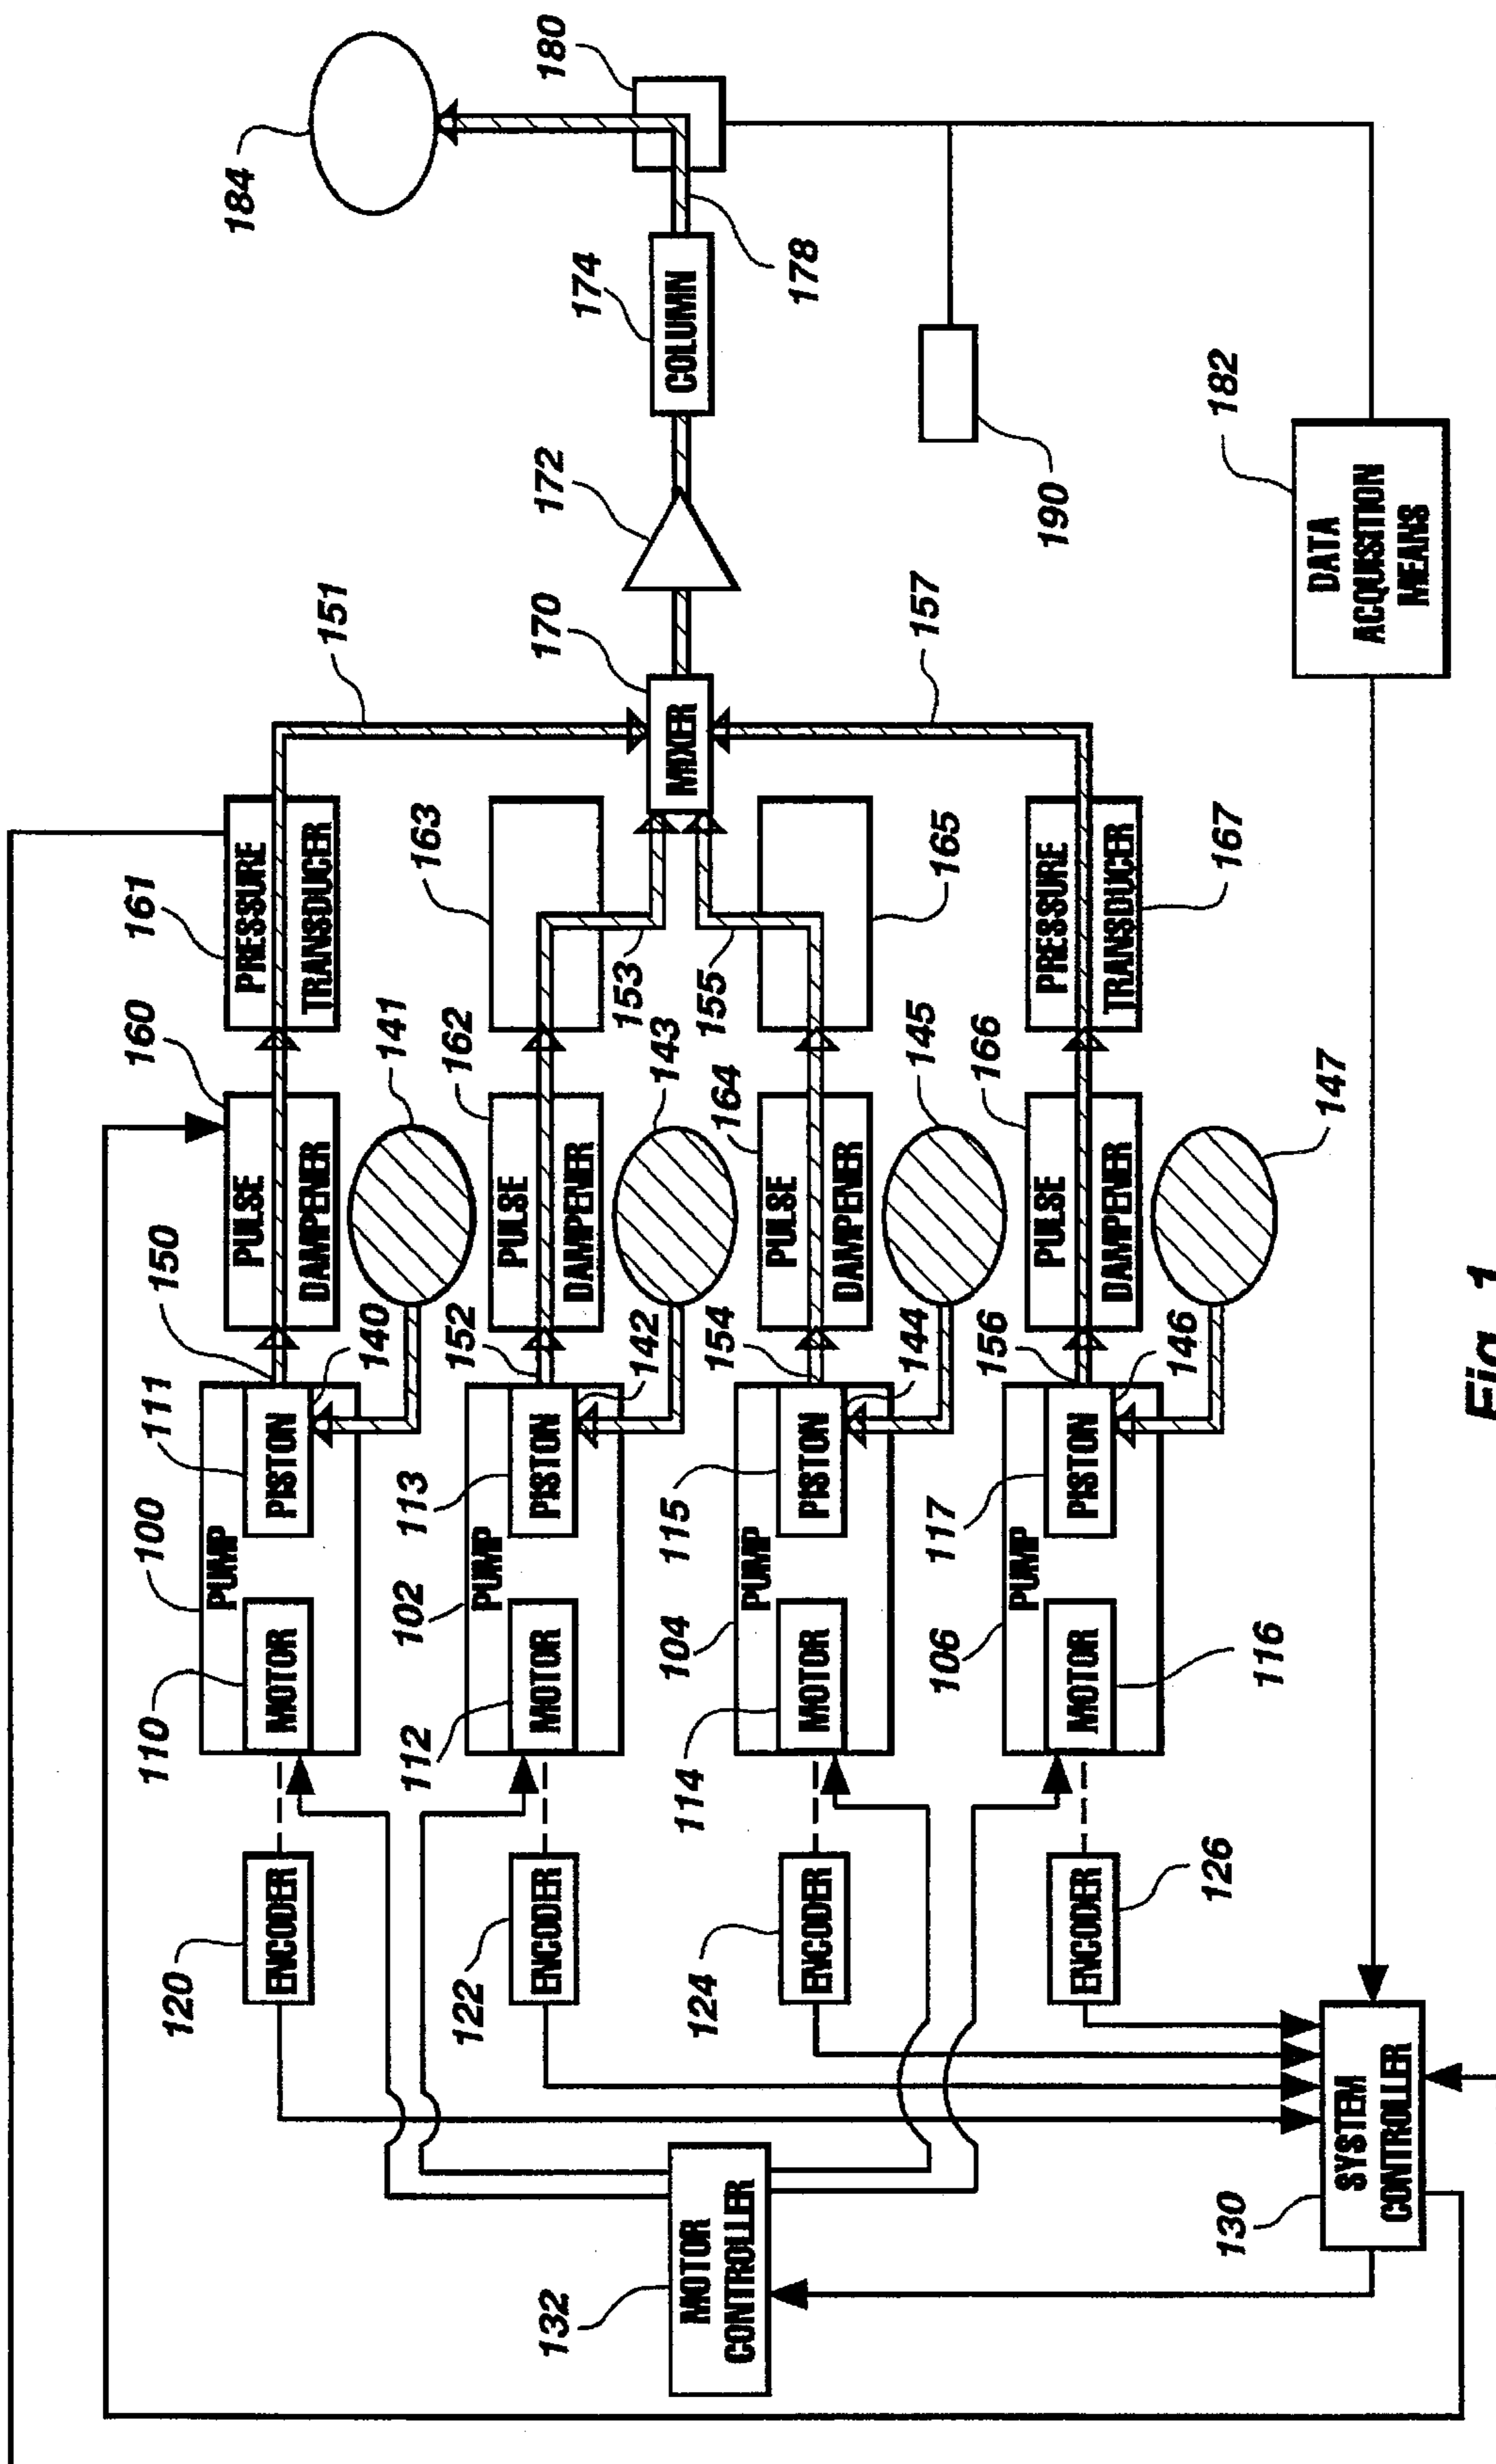 184
180
174
COLUMN
178
172
190
182
DATA
ACQUISITION
MEANS
151
170
MIXER
157
161
PRESSURE
TRANSDUCER
163
153
155
165
PRESSURE
TRANSDUCER
167
160
PULSE
DAMPENER
141
162
PULSE
DAMPENER
143
164
PULSE
DAMPENER
145
166
PULSE
DAMPENER
147
150
140
152
142
154
144
156
146
100
PUMP
111
PISTON
110
MOTOR
102
PUMP
113
PISTON
112
MOTOR
104
PUMP
115
PISTON
114
MOTOR
106
PUMP
117
PISTON
116
MOTOR
120
ENCODER
122
ENCODER
124
ENCODER
126
ENCODER
132
MOTOR
CONTROLLER
130
SYSTEM
CONTROLLER
Fig. 1